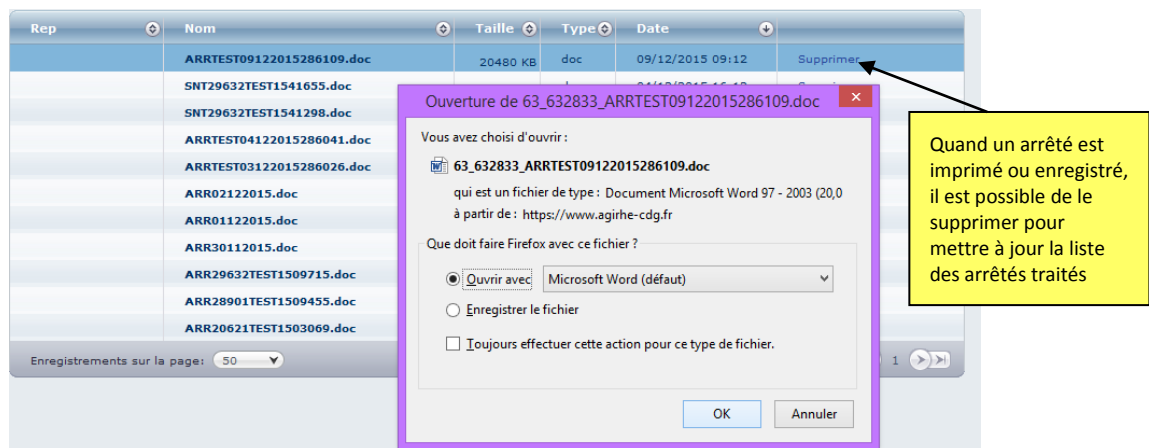 Rep Nom Taille Type Date
ARRTEST09122015286109.doc 20480 KB doc 09/12/2015 09:12 Supprimer
SNT29632TEST1541655.doc
SNT29632TEST1541298.doc
ARRTEST04122015286041.doc
ARRTEST03122015286026.doc
ARR02122015.doc
ARR01122015.doc
ARR30112015.doc
ARR29632TEST1509715.doc
ARR28901TEST1509455.doc
ARR20621TEST1503069.doc
Enregistrements sur la page: 50
1
Ouverture de 63_632833_ARRTEST09122015286109.doc
Vous avez choisi d'ouvrir :
63_632833_ARRTEST09122015286109.doc
qui est un fichier de type : Document Microsoft Word 97 - 2003 (20,0
à partir de : https://www.agirhe-cdg.fr
Que doit faire Firefox avec ce fichier ?
Ouvrir avec Microsoft Word (défaut)
Enregistrer le fichier
Toujours effectuer cette action pour ce type de fichier.
OK Annuler
Quand un arrêté est
imprimé ou enregistré,
il est possible de le
supprimer pour
mettre à jour la liste
des arrêtés traités